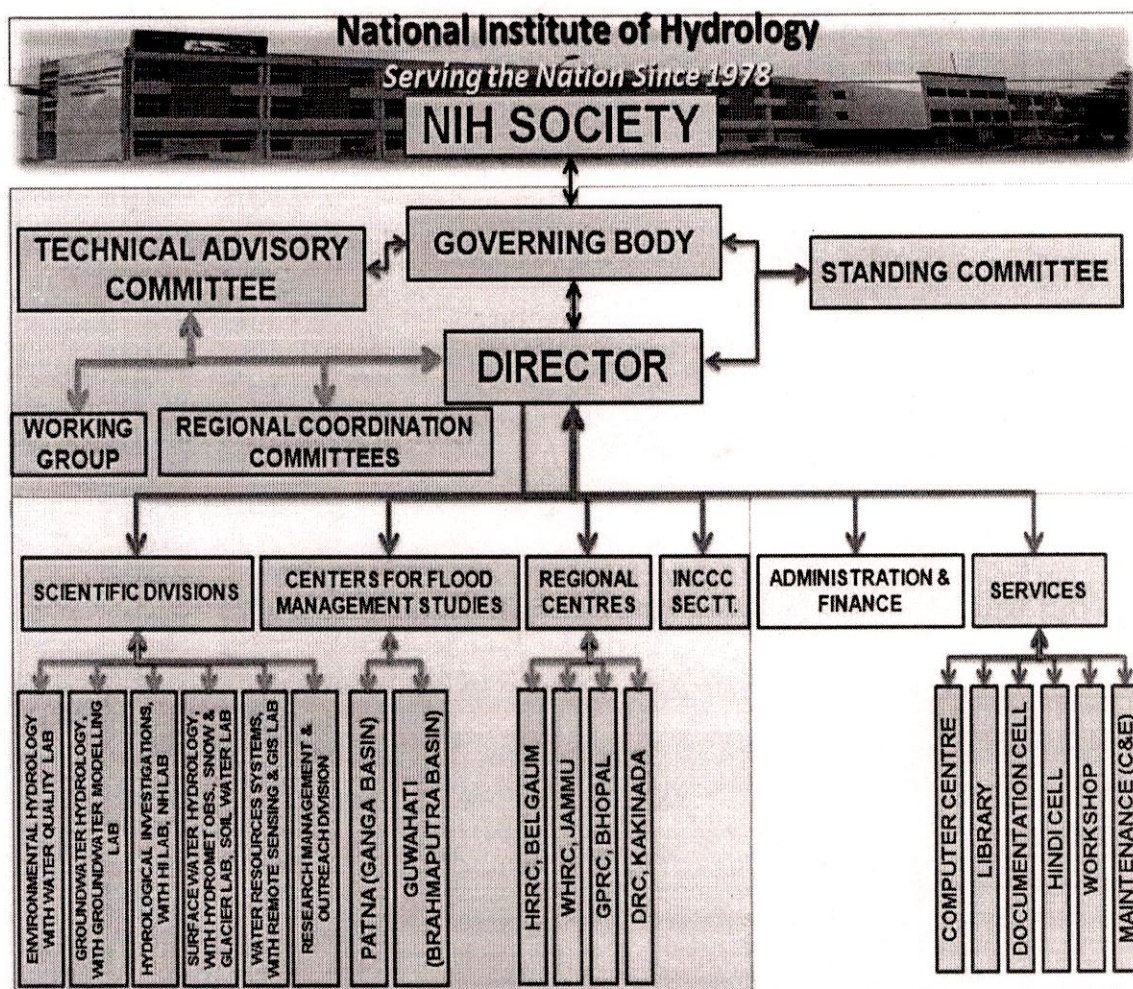 National Institute of Hydrology
Serving the Nation Since 1978
NIH SOCIETY
TECHNICAL ADVISORY
COMMITTEE
GOVERNING BODY
STANDING COMMITTEE
DIRECTOR
WORKING
GROUP
REGIONAL COORDINATION
COMMITTEES
SCIENTIFIC DIVISIONS
CENTERS FOR FLOOD
MANAGEMENT STUDIES
REGIONAL
CENTRES
INCCC
SECTT.
ADMINISTRATION &
FINANCE
SERVICES
ENVIRONMENTAL HYDROLOGY
WITH WATER QUALITY LAB
GROUNDWATER HYDROLOGY,
WITH GROUNDWATER MODELLING
LAB
HYDROLOGICAL INVESTIGATIONS,
WITH HI LAB, NH LAB
SURFACE WATER HYDROLOGY,
WITH HYDROMET OBS, SNOW &
GLACIER LAB, SOIL WATER LAB
WATER RESOURCES SYSTEMS,
WITH REMOTE SENSING & GIS LAB
RESEARCH MANAGEMENT &
OUTREACH DIVISION
PATNA (GANGA BASIN)
GUWAHATI
(BRAHMAPUTRA BASIN)
HRRC, BELGAUM
WHRC, JAMMU
GPRC, BHOPAL
DRC, KAKINADA
COMPUTER CENTRE
LIBRARY
DOCUMENTATION CELL
HINDI CELL
WORKSHOP
MAINTENANCE (C&E)